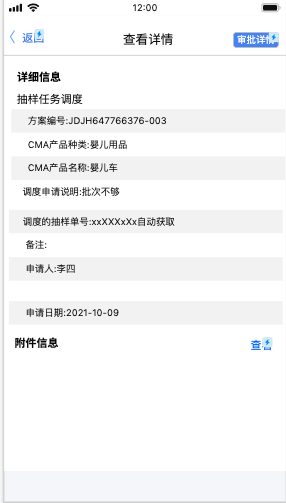 12:00
返回
查看详情
审批详情
详细信息
抽样任务调度
方案编号:JDJH647766376-003
CMA产品种类:婴儿用品
CMA产品名称:婴儿车
调度申请说明:批次不够
调度的抽样单号:xxXXXxXx自动获取
备注:
申请人:李四
申请日期:2021-10-09
附件信息
查看